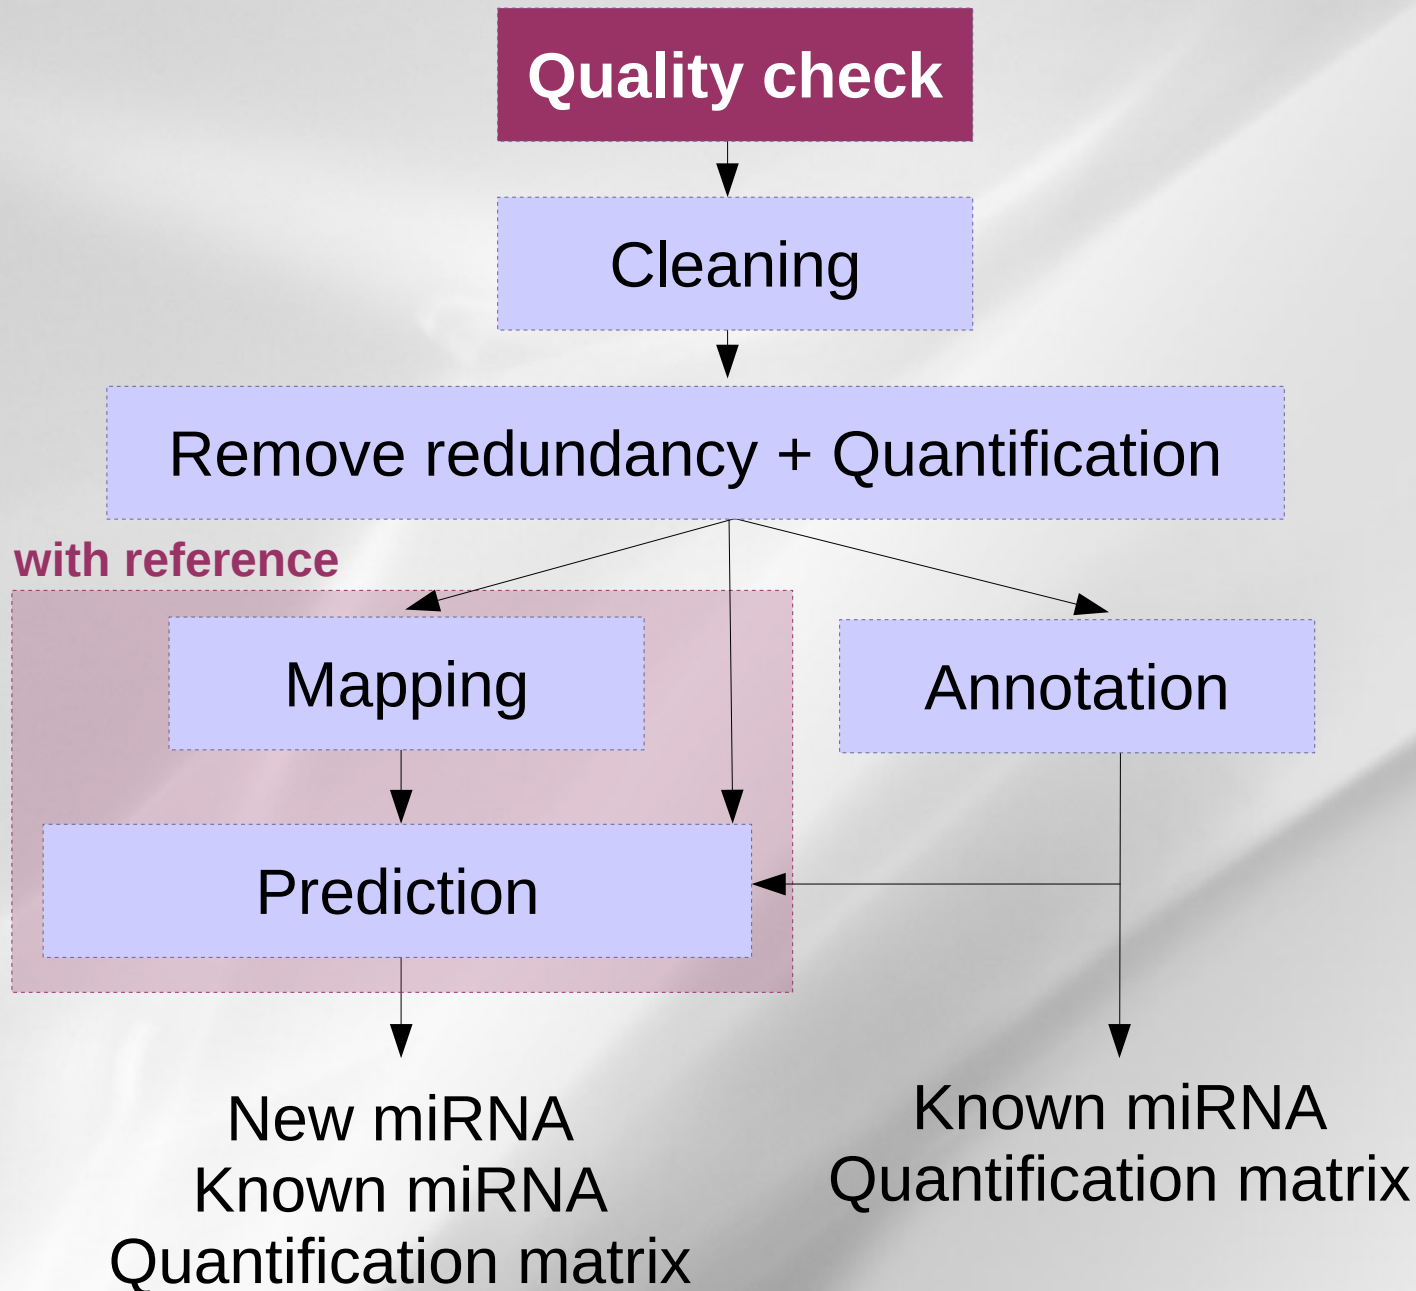 Quality check
Cleaning
Remove redundancy + Quantification
with reference
Mapping
Annotation
Prediction
New miRNA
Known miRNA
Quantification matrix
Known miRNA
Quantification matrix